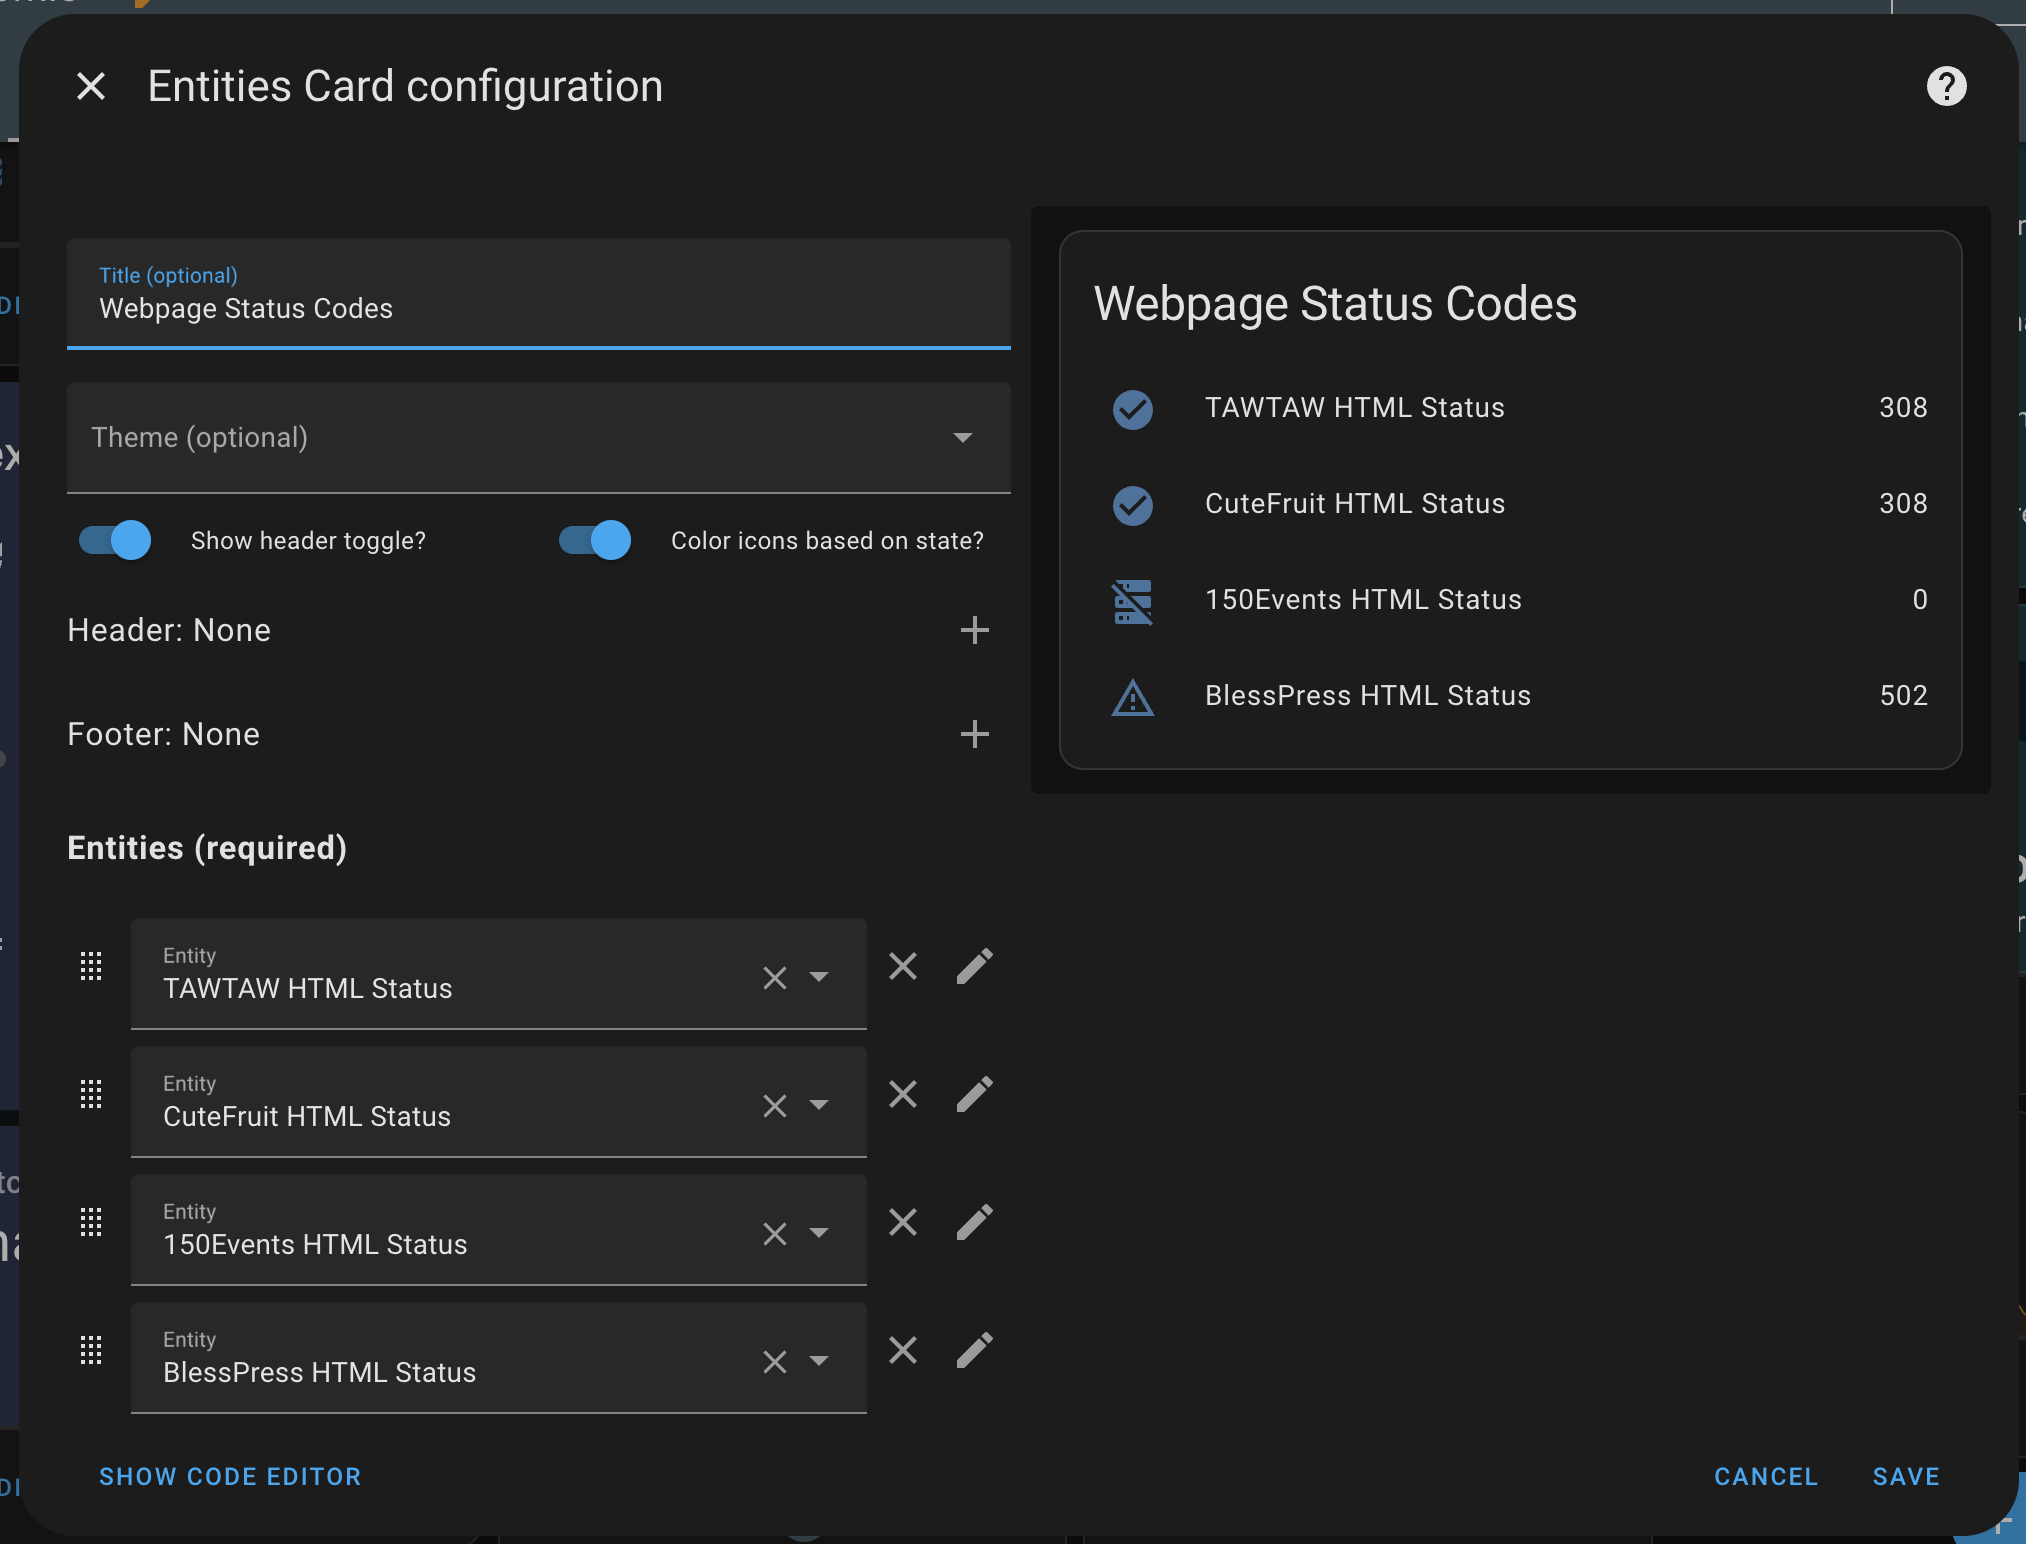 Entities Card configuration
Title (optional)
Webpage Status Codes
Theme (optional)
Show header toggle?
Color icons based on state?
Header: None
Footer: None
Entities (required)
Entity
TAWTAW HTML Status
Entity
CuteFruit HTML Status
Entity
150Events HTML Status
Entity
BlessPress HTML Status
Webpage Status Codes
TAWTAW HTML Status 308
CuteFruit HTML Status 308
150Events HTML Status 0
BlessPress HTML Status 502
SHOW CODE EDITOR
CANCEL
SAVE